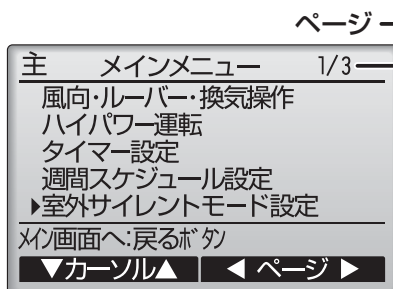 ページ
主 メインメニュー 1/3
風向・ルーバー・換気操作
ハイパワー運転
タイマー設定
週間スケジュール設定
▶室外サイレントモード設定
メイン画面へ:戻るボタン
▼カーソル▲ ◀ ページ ▶